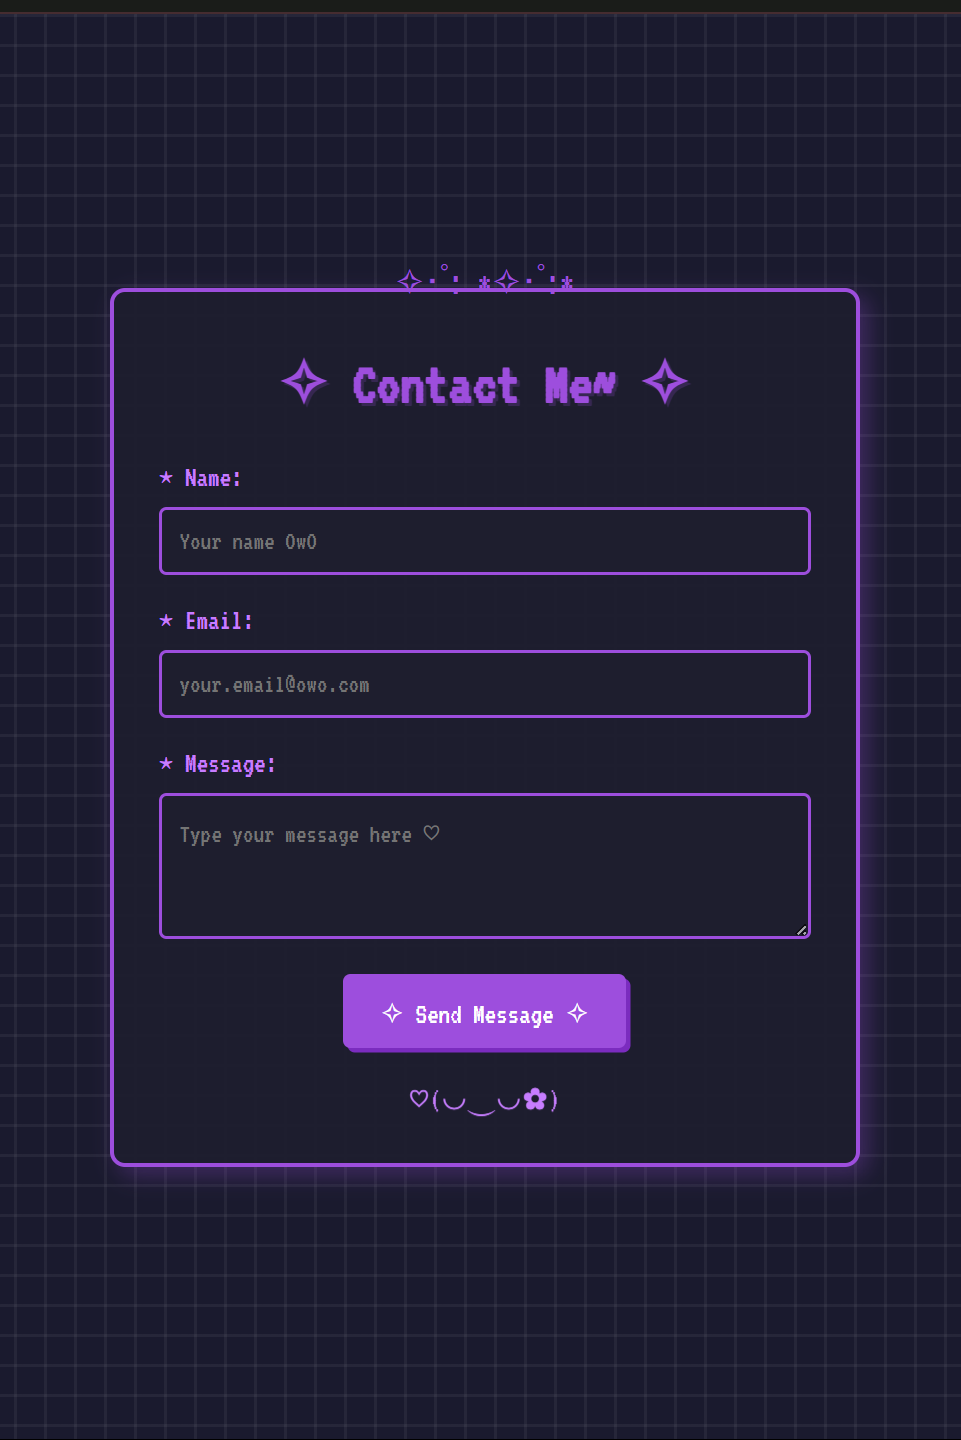 ✧･ﾟ: *✧･ﾟ:*
✧ Contact Me~ ✧
★ Name:
Your name OwO
★ Email:
your.email@owo.com
★ Message:
Type your message here ♡
✧ Send Message ✧
♡(◡‿◡✿)